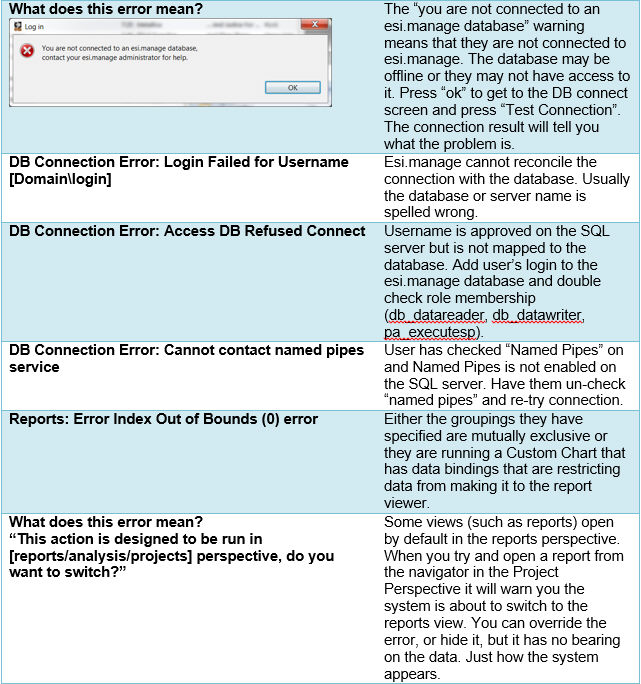 What does this error mean?
Log in
You are not connected to an esi.manage database,
contact your esi.manage administrator for help.
OK
The “you are not connected to an
esi.manage database” warning
means that they are not connected to
esi.manage. The database may be
offline or they may not have access to
it. Press “ok” to get to the DB connect
screen and press “Test Connection”.
The connection result will tell you
what the problem is.
DB Connection Error: Login Failed for Username
[Domain\login]
Esi.manage cannot reconcile the
connection with the database. Usually
the database or server name is
spelled wrong.
DB Connection Error: Access DB Refused Connect
Username is approved on the SQL
server but is not mapped to the
database. Add user’s login to the
esi.manage database and double
check role membership
(db_datareader, db_datawriter,
pa_executesp).
DB Connection Error: Cannot contact named pipes
service
User has checked “Named Pipes” on
and Named Pipes is not enabled on
the SQL server. Have them un-check
“named pipes” and re-try connection.
Reports: Error Index Out of Bounds (0) error
Either the groupings they have
specified are mutually exclusive or
they are running a Custom Chart that
has data bindings that are restricting
data from making it to the report
viewer.
What does this error mean?
“This action is designed to be run in
[reports/analysis/projects] perspective, do you
want to switch?”
Some views (such as reports) open
by default in the reports perspective.
When you try and open a report from
the navigator in the Project
Perspective it will warn you the
system is about to switch to the
reports view. You can override the
error, or hide it, but it has no bearing
on the data. Just how the system
appears.